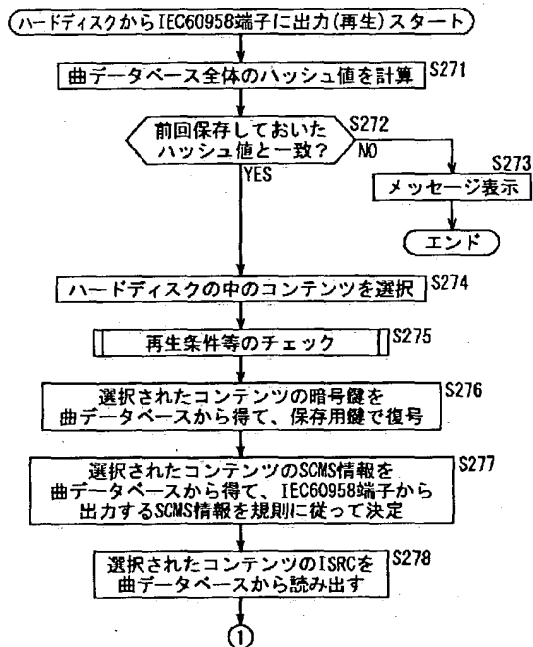 ハードディスクからIEC60958端子に出力(再生)スタート
曲データベース全体のハッシュ値を計算
S271
前回保存しておいた
ハッシュ値と一致?
S272
NO
YES
S273
メッセージ表示
エンド
ハードディスクの中のコンテンツを選択
S274
再生条件等のチェック
S275
選択されたコンテンツの暗号鍵を
曲データベースから得て、保存用鍵で復号
S276
選択されたコンテンツのSCMS情報を
曲データベースから得て、IEC60958端子から
出力するSCMS情報を規則に従って決定
S277
選択されたコンテンツのISRCを
曲データベースから読み出す
S278
1